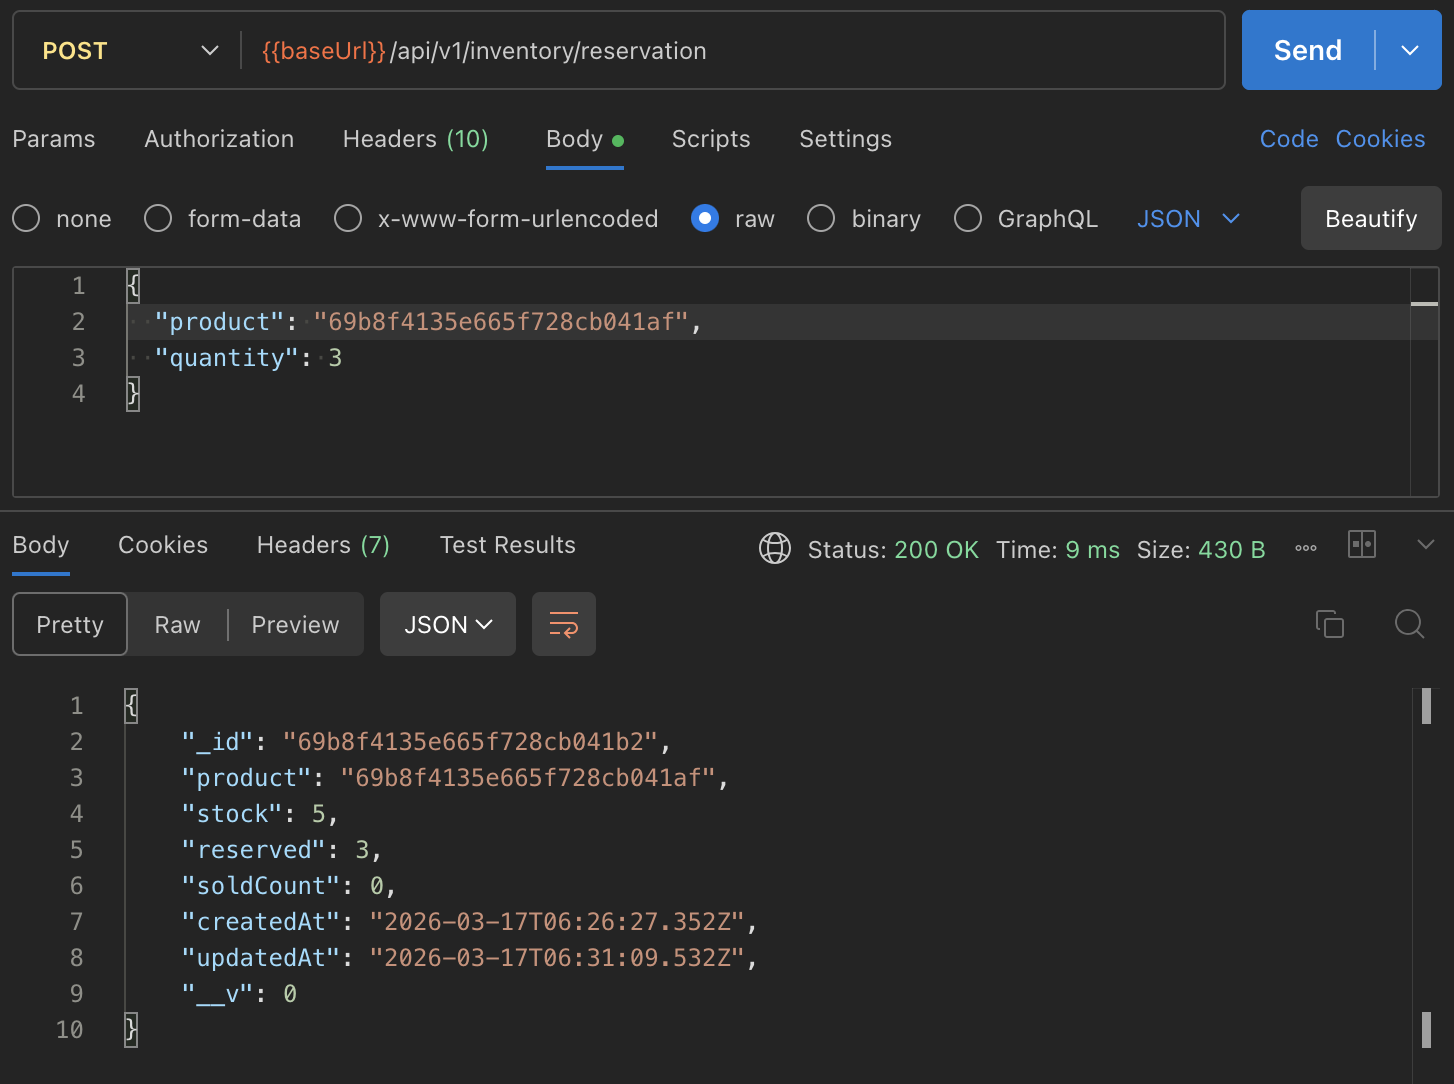 POST {{baseUrl}}/api/v1/inventory/reservation Send
Params Authorization Headers (10) Body Scripts Settings Code Cookies
none form-data x-www-form-urlencoded raw binary GraphQL JSON Beautify
1 {
2 "product": "69b8f4135e665f728cb041af",
3 "quantity": 3
4 }
Body Cookies Headers (7) Test Results Status: 200 OK Time: 9 ms Size: 430 B
Pretty Raw Preview JSON
1 {
2 "_id": "69b8f4135e665f728cb041b2",
3 "product": "69b8f4135e665f728cb041af",
4 "stock": 5,
5 "reserved": 3,
6 "soldCount": 0,
7 "createdAt": "2026-03-17T06:26:27.352Z",
8 "updatedAt": "2026-03-17T06:31:09.532Z",
9 "__v": 0
10 }